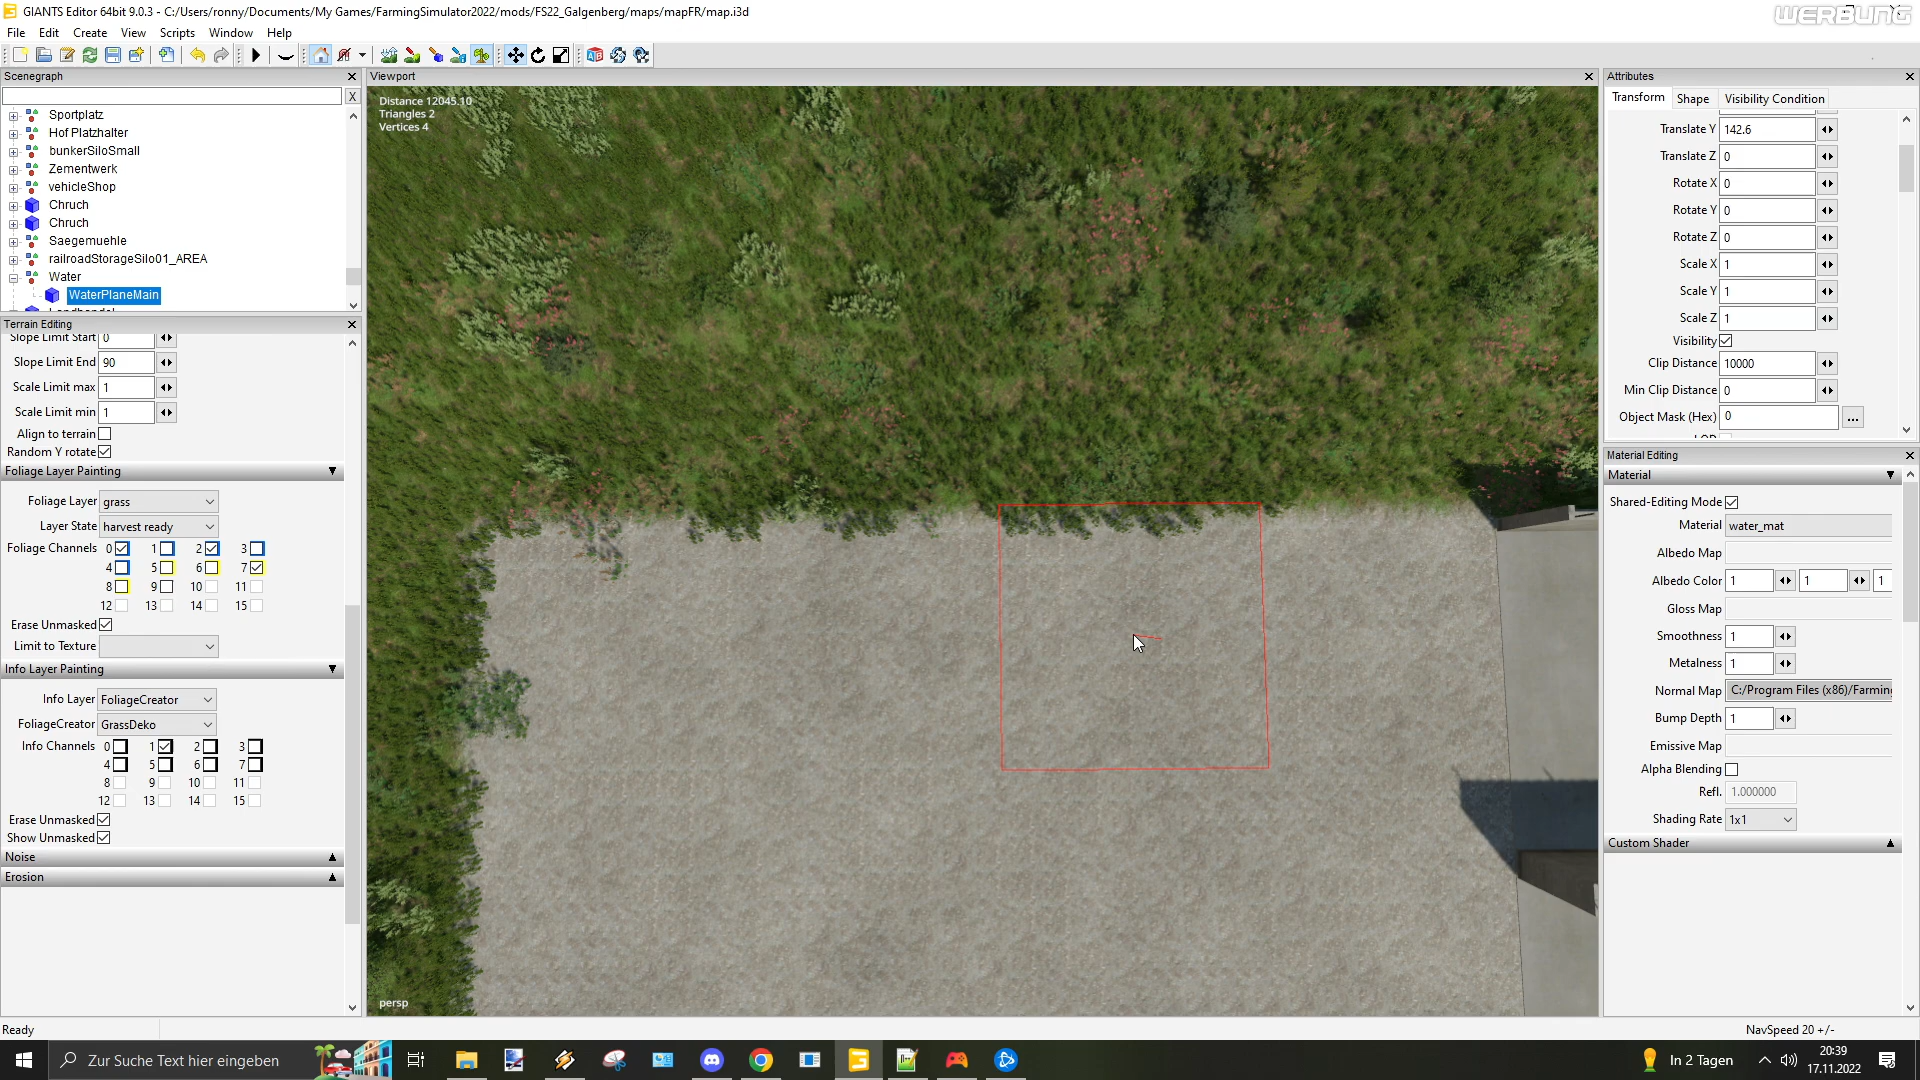 GIANTS Editor 64bit 9.0.3 - C:/Users/ronny/Documents/My Games/FarmingSimulator2022/mods/FS22_Galgenberg/maps/mapFR/map.i3d
WERBUNG
File Edit Create View Scripts Window Help
Scenegraph
X
Sportplatz
Hof Platzhalter
bunkerSiloSmall
Zementwerk
vehicleShop
Chruch
Chruch
Saegemuehle
railroadStorageSilo01_AREA
Water
WaterPlaneMain
Terrain Editing
Slope Limit Start 0
Slope Limit End 90
Scale Limit max 1
Scale Limit min 1
Align to terrain
Random Y rotate
Foliage Layer Painting
Foliage Layer grass
Layer State harvest ready
Foliage Channels 0 1 2 3
4 5 6 7
8 9 10 11
12 13 14 15
Erase Unmasked
Limit to Texture
Info Layer Painting
Info Layer FoliageCreator
FoliageCreator GrassDeko
Info Channels 0 1 2 3
4 5 6 7
8 9 10 11
12 13 14 15
Erase Unmasked
Show Unmasked
Noise
Erosion
Ready
Viewport
Distance 12045.10
Triangles 2
Vertices 4
persp
Attributes
Transform Shape Visibility Condition
Translate Y 142.6
Translate Z 0
Rotate X 0
Rotate Y 0
Rotate Z 0
Scale X 1
Scale Y 1
Scale Z 1
Visibility
Clip Distance 10000
Min Clip Distance 0
Object Mask (Hex) 0 ...
Material Editing
Material
Shared-Editing Mode
Material water_mat
Albedo Map
Albedo Color 1 1 1
Gloss Map
Smoothness 1
Metalness 1
Normal Map C:/Program Files (x86)/Farming
Bump Depth 1
Emissive Map
Alpha Blending
Refl. 1.000000
Shading Rate 1x1
Custom Shader
NavSpeed 20 +/-
Zur Suche Text hier eingeben
In 2 Tagen
20:39
17.11.2022